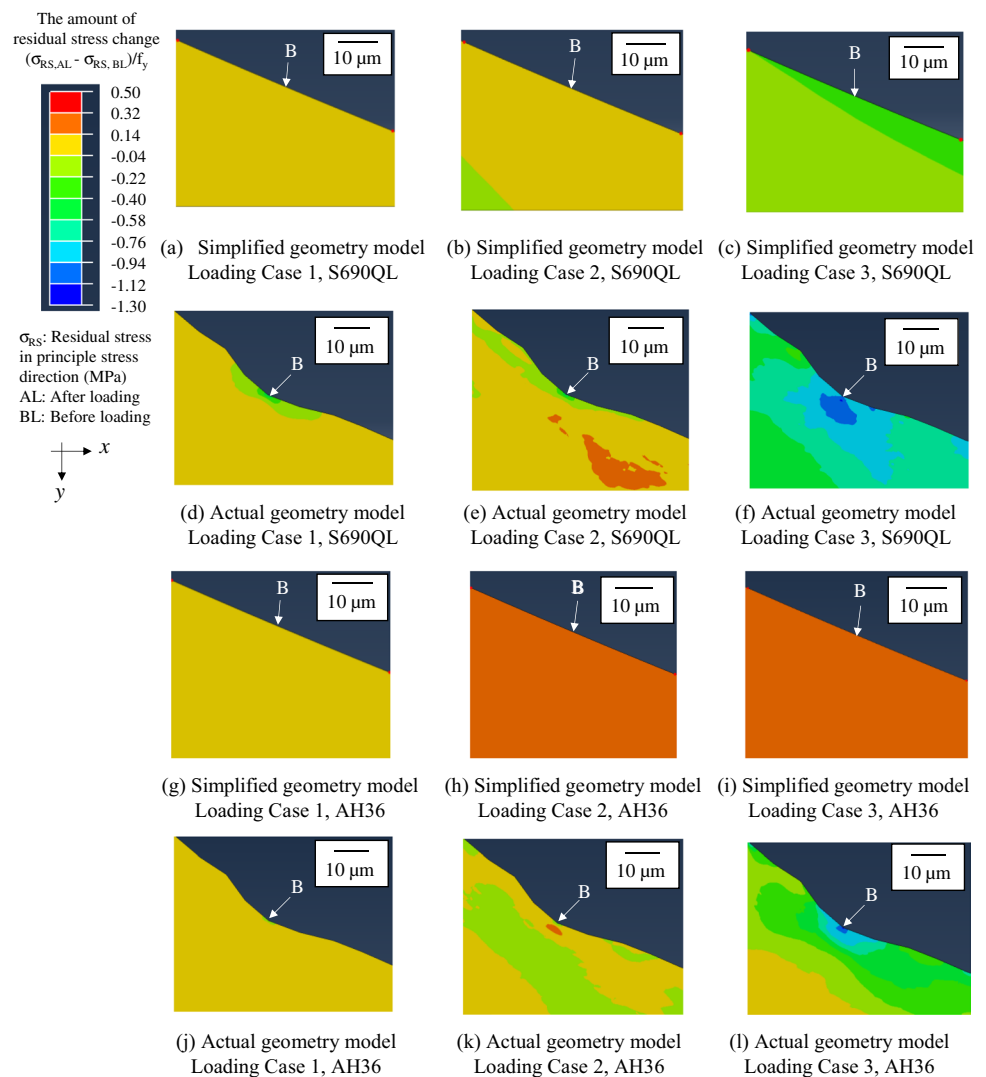 The amount of
residual stress change
(σRS,AL - σRS, BL)/fy
0.50
0.32
0.14
-0.04
-0.22
-0.40
-0.58
-0.76
-0.94
-1.12
-1.30
σRS: Residual stress
in principle stress
direction (MPa)
AL: After loading
BL: Before loading
x
y
B
10 μm
B
10 μm
B
10 μm
(a) Simplified geometry model
Loading Case 1, S690QL
(b) Simplified geometry model
Loading Case 2, S690QL
(c) Simplified geometry model
Loading Case 3, S690QL
B
10 μm
B
10 μm
B
10 μm
(d) Actual geometry model
Loading Case 1, S690QL
(e) Actual geometry model
Loading Case 2, S690QL
(f) Actual geometry model
Loading Case 3, S690QL
B
10 μm
B
10 μm
B
10 μm
(g) Simplified geometry model
Loading Case 1, AH36
(h) Simplified geometry model
Loading Case 2, AH36
(i) Simplified geometry model
Loading Case 3, AH36
B
10 μm
B
10 μm
B
10 μm
(j) Actual geometry model
Loading Case 1, AH36
(k) Actual geometry model
Loading Case 2, AH36
(l) Actual geometry model
Loading Case 3, AH36